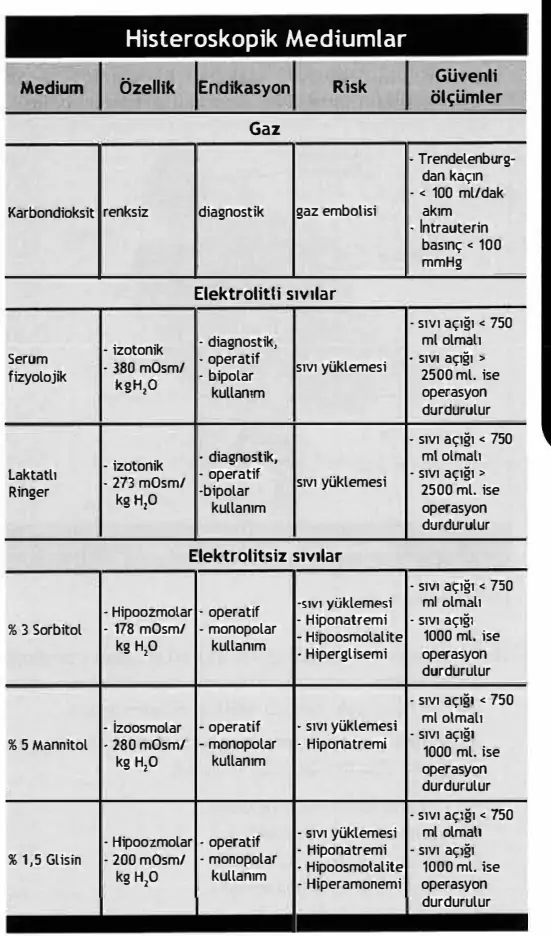 Histeroskopik Mediumlar
Medium Özellik Endikasyon Risk Güvenli ölçümler
Gaz
Karbondioksit
renksiz
diagnostik
gaz embolisi
- Trendelenburg-
dan kaçın
- < 100 ml/dak
akım
- İntrauterin
basınç < 100
mmHg
Elektrolitli sıvılar
Serum
fizyolojik
- izotonik
- 380 mOsm/
kgH₂O
- diagnostik,
- operatif
- bipolar
kullanım
sıvı yüklemesi
- sıvı açığı < 750
ml olmalı
- sıvı açığı >
2500 ml. ise
operasyon
durdurulur
Laktatlı
Ringer
- izotonik
- 273 mOsm/
kg H₂O
- diagnostik,
- operatif
-bipolar
kullanım
sıvı yüklemesi
- sıvı açığı < 750
ml olmalı
- sıvı açığı >
2500 ml. ise
operasyon
durdurulur
Elektrolitsiz sıvılar
% 3 Sorbitol
- Hipoozmolar
- 178 mOsm/
kg H₂O
- operatif
- monopolar
kullanım
-sıvı yüklemesi
- Hiponatremi
- Hipoosmolalite
- Hiperglisemi
- sıvı açığı < 750
ml olmalı
- sıvı açığı
1000 ml. ise
operasyon
durdurulur
% 5 Mannitol
- İzoosmolar
- 280 mOsm/
kg H₂O
- operatif
- monopolar
kullanım
- sıvı yüklemesi
- Hiponatremi
- sıvı açığı < 750
ml olmalı
- sıvı açığı
1000 ml. ise
operasyon
durdurulur
% 1,5 Glisin
- Hipoozmolar
- 200 mOsm/
kg H₂O
- operatif
- monopolar
kullanım
- sıvı yüklemesi
- Hiponatremi
- Hipoosmolalite
- Hiperamonemi
- sıvı açığı < 750
ml olmalı
- sıvı açığı
1000 ml. ise
operasyon
durdurulur